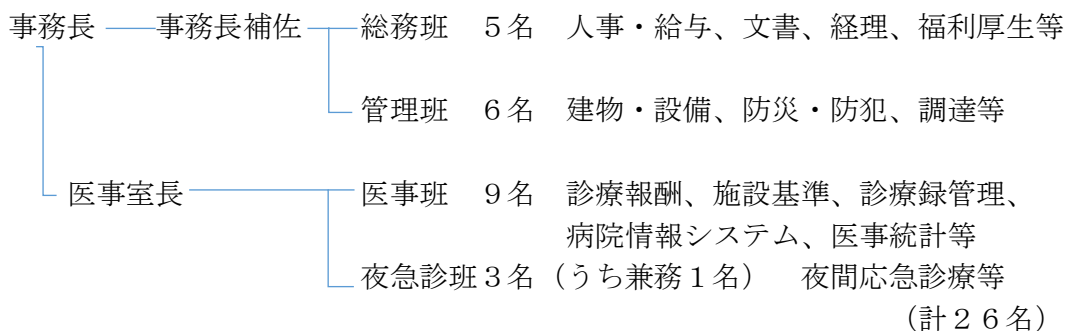 事務長 事務長補佐 総務班 5名 人事・給与、文書、経理、福利厚生等
管理班 6名 建物・設備、防災・防犯、調達等
医事室長 医事班 9名 診療報酬、施設基準、診療録管理、
病院情報システム、医事統計等
夜急診班3名(うち兼務1名) 夜間応急診療等
(計26名)